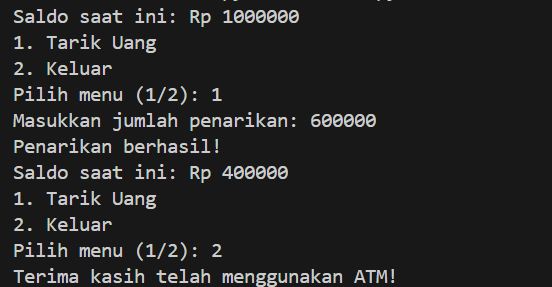 Saldo saat ini: Rp 1000000
1. Tarik Uang
2. Keluar
Pilih menu (1/2): 1
Masukkan jumlah penarikan: 600000
Penarikan berhasil!
Saldo saat ini: Rp 400000
1. Tarik Uang
2. Keluar
Pilih menu (1/2): 2
Terima kasih telah menggunakan ATM!